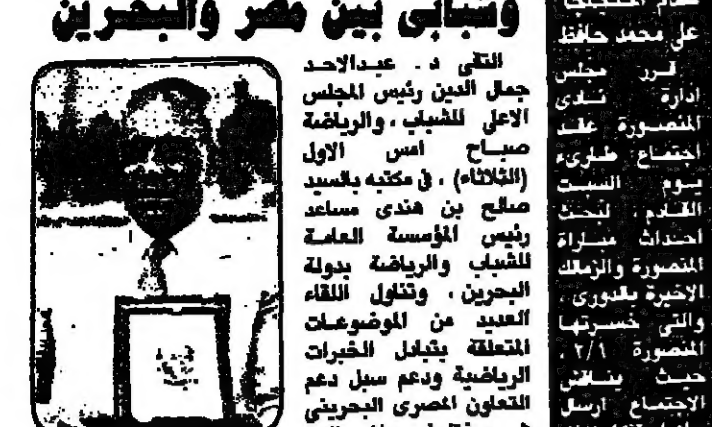 وشبابى بين مصر والبحرين
التقى د . عبدالاحد
جمال الدين رئيس المجلس
الاعلى للشباب ، والرياضة
صباح امس الاول
(الثلاثاء) ، فى مكتبه بالسيد
صالح بن هندى مساعد
رئيس المؤسسة العامة
للشباب والرياضة بدولة
البحرين ، وتناول اللقاء
العديد من الموضوعات
المتعلقة بتبادل الخبرات
الرياضية ودعم سبل دعم
التعاون المصرى البحرينى
على محمد حافظ
قرر مجلس
ادارة نادى
المنصورة عقد
اجتماع طارىء
يوم السبت
القادم ، لبحث
احداث مباراة
المنصورة والزمالك
الاخيرة بالدورى ،
والتى خسرتها
المنصورة ٢/١ ،
حيث يناقش
الاجتماع ارسال